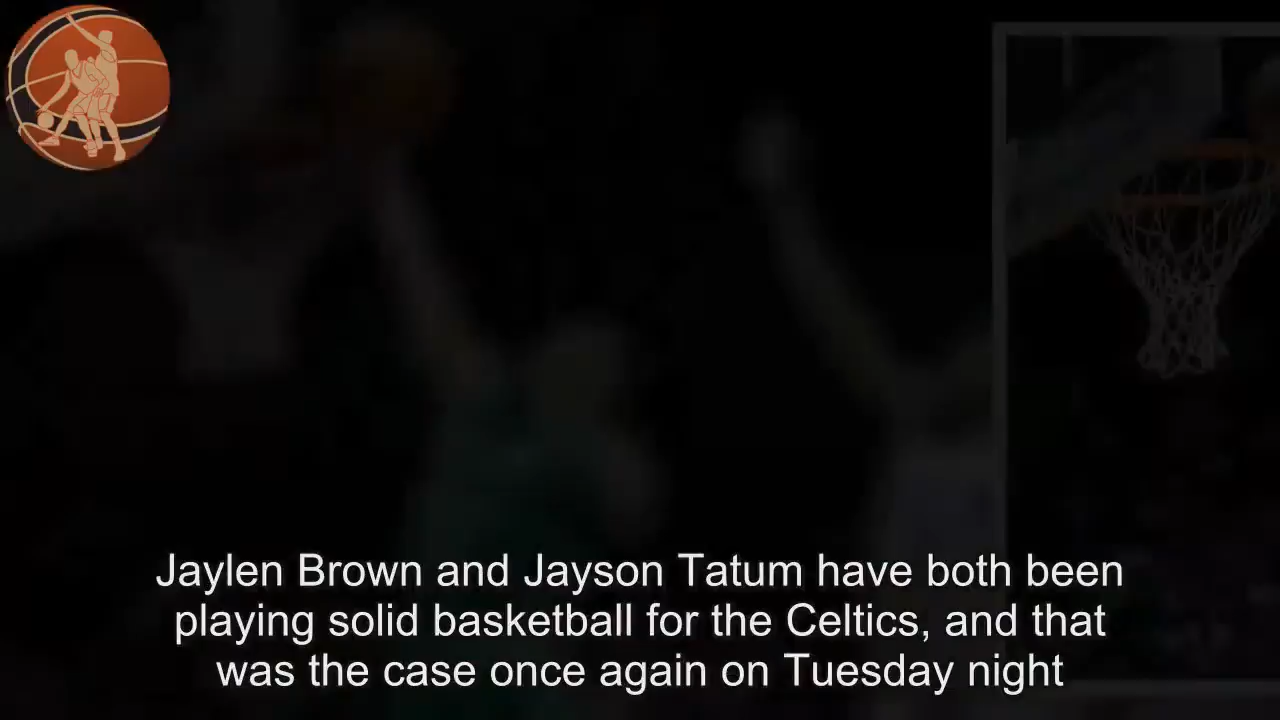 Jaylen Brown and Jayson Tatum have both been
playing solid basketball for the Celtics, and that
was the case once again on Tuesday night